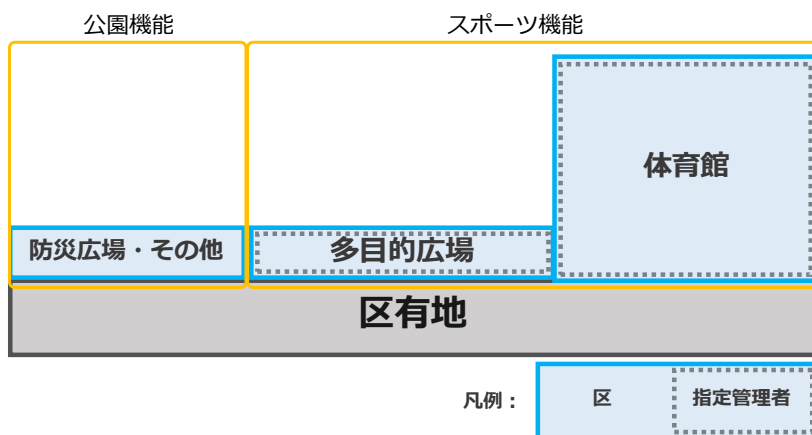 公園機能
スポーツ機能
体育館
防災広場・その他
多目的広場
区有地
凡例：
区
指定管理者